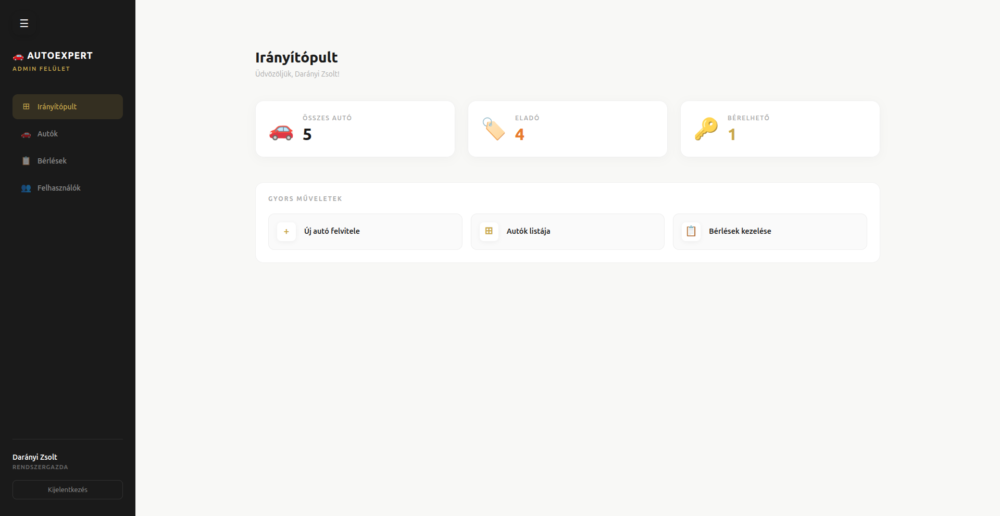 AUTOEXPERT
ADMIN FELÜLET
Irányítópult
Autók
Bérlések
Felhasználók
Darányi Zsolt
RENDSZERGAZDA
Kijelentkezés
Irányítópult
Üdvözöljük, Darányi Zsolt!
ÖSSZES AUTÓ
5
ELADÓ
4
BÉRELHETŐ
1
GYORS MŰVELETEK
+ Új autó felvitele
Autók listája
Bérlések kezelése